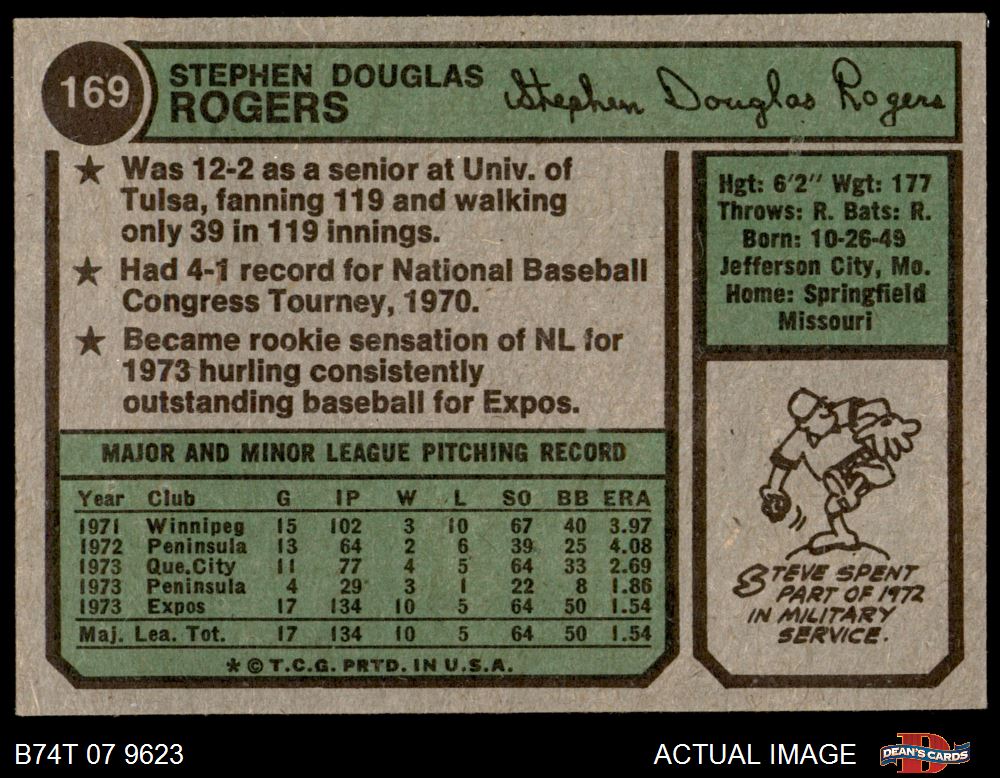 169
STEPHEN DOUGLAS
ROGERS
Stephen Douglas Rogers
★ Was 12-2 as a senior at Univ. of
Tulsa, fanning 119 and walking
only 39 in 119 innings.
★ Had 4-1 record for National Baseball
Congress Tourney, 1970.
★ Became rookie sensation of NL for
1973 hurling consistently
outstanding baseball for Expos.
MAJOR AND MINOR LEAGUE PITCHING RECORD
Year Club G IP W L SO BB ERA
1971 Winnipeg 15 102 3 10 67 40 3.97
1972 Peninsula 13 64 2 6 39 25 4.08
1973 Que.City 11 77 4 5 64 33 2.69
1973 Peninsula 4 29 3 1 22 8 1.86
1973 Expos 17 134 10 5 64 50 1.54
Maj. Lea. Tot. 17 134 10 5 64 50 1.54
* © T.C.G. PRTD. IN U.S.A.
Hgt: 6'2" Wgt: 177
Throws: R. Bats: R.
Born: 10-26-49
Jefferson City, Mo.
Home: Springfield
Missouri
STEVE SPENT
PART OF 1972
IN MILITARY
SERVICE.
B74T 07 9623
ACTUAL IMAGE
D
DEAN'S CARDS